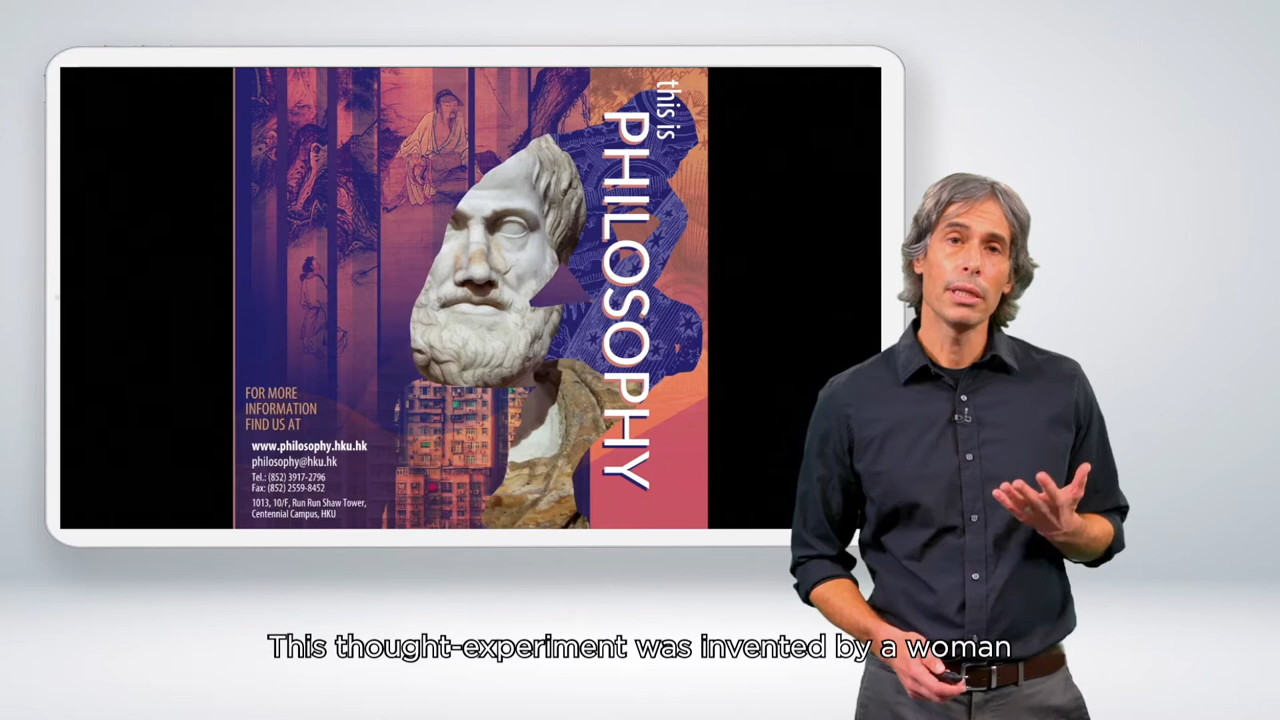 this is
PHILOSOPHY
FOR MORE
INFORMATION
FIND US AT
www.philosophy.hku.hk
philosophy@hku.hk
Tel.: (852) 3917-2796
Fax: (852) 2559-8452
1013, 10/F, Run Run Shaw Tower,
Centennial Campus, HKU
This thought-experiment was invented by a woman